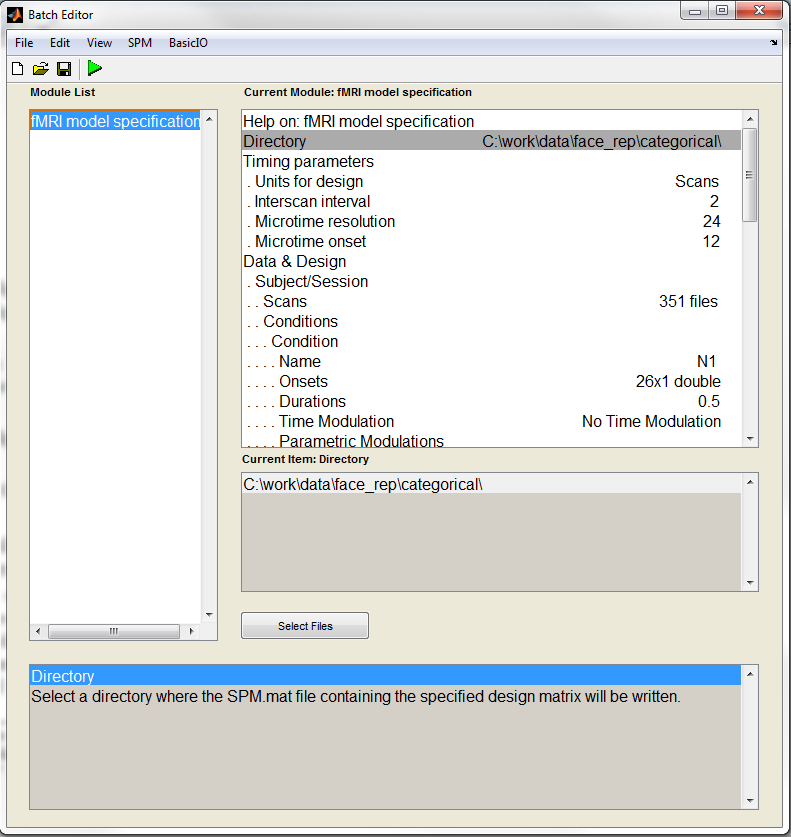 Batch Editor
File Edit View SPM BasicIO
Module List
fMRI model specification
Current Module: fMRI model specification
Help on: fMRI model specification
Directory C:\work\data\face_rep\categorical\
Timing parameters
. Units for design Scans
. Interscan interval 2
. Microtime resolution 24
. Microtime onset 12
Data & Design
. Subject/Session
. . Scans 351 files
. . Conditions
. . . Condition
. . . . Name N1
. . . . Onsets 26x1 double
. . . . Durations 0.5
. . . . Time Modulation No Time Modulation
. . . . Parametric Modulations
Current Item: Directory
C:\work\data\face_rep\categorical\
Select Files
Directory
Select a directory where the SPM.mat file containing the specified design matrix will be written.